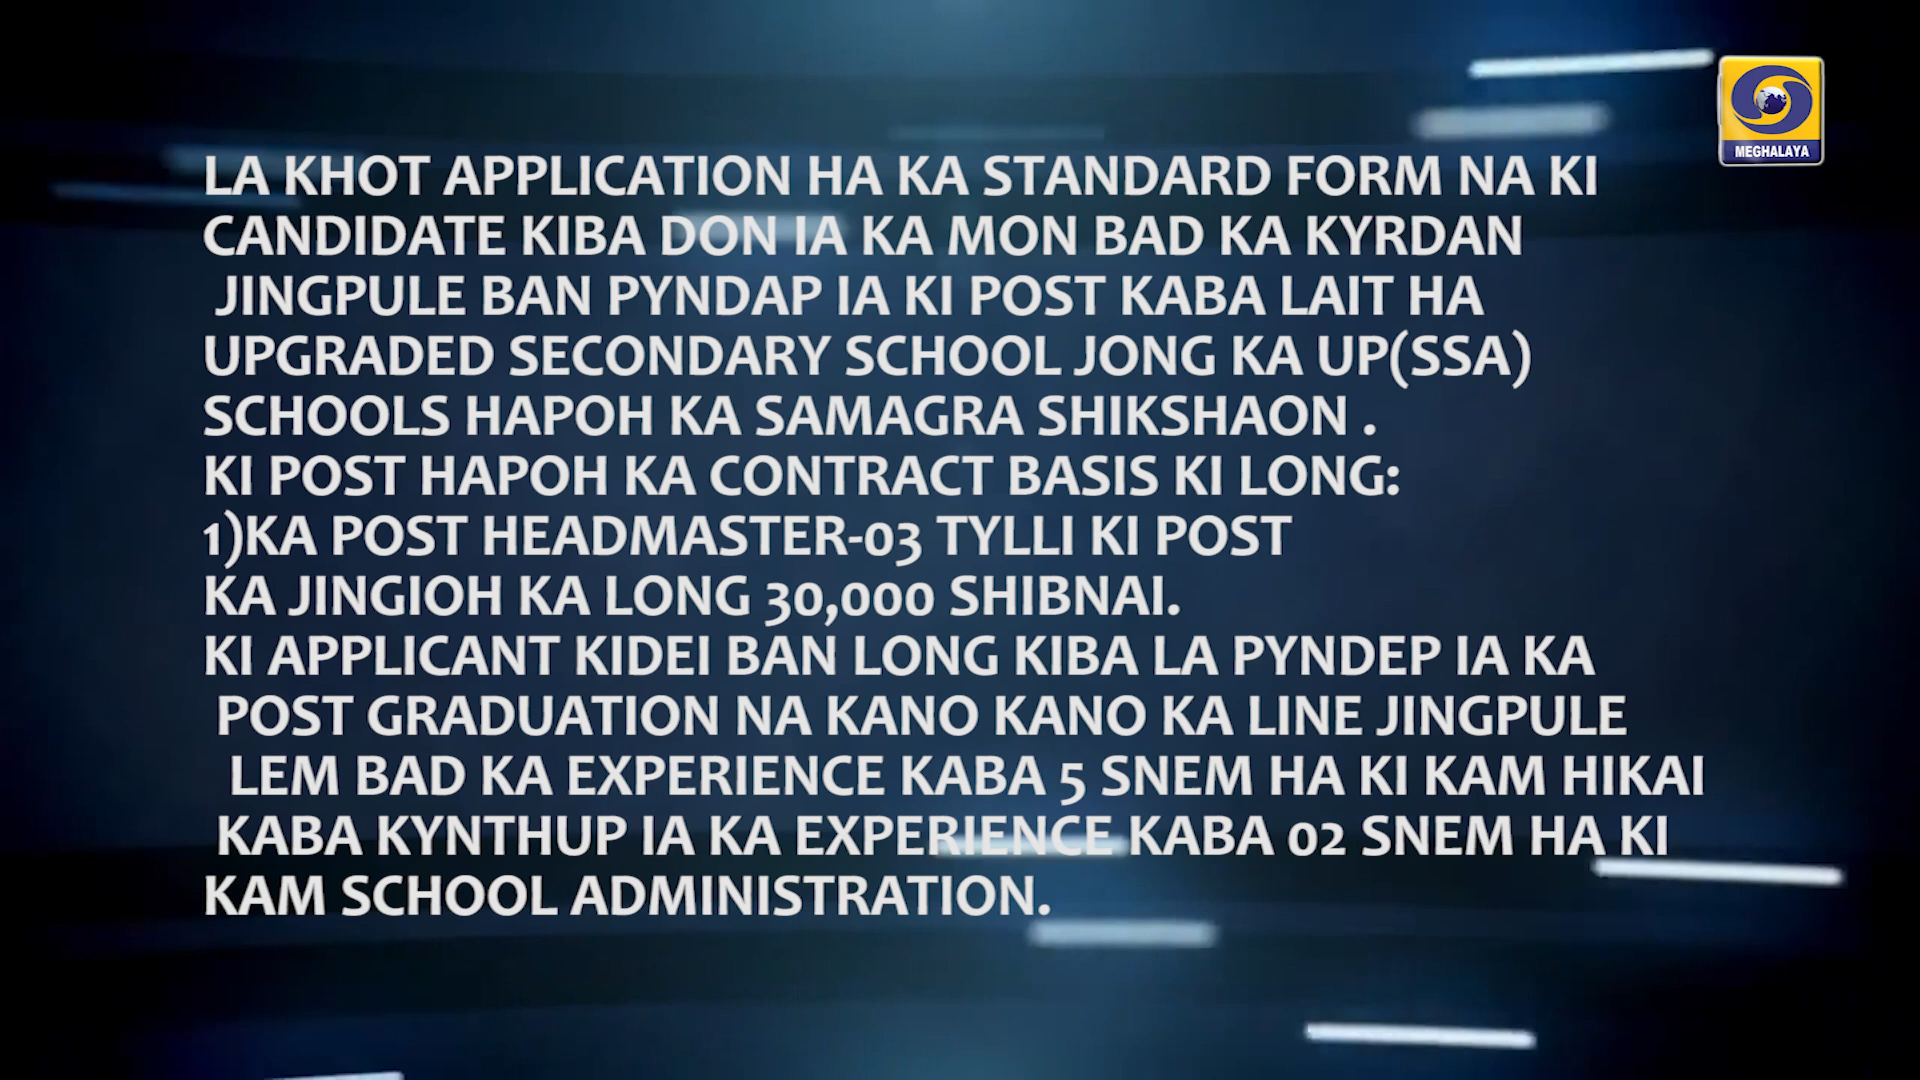 MEGHALAYA
LA KHOT APPLICATION HA KA STANDARD FORM NA KI
CANDIDATE KIBA DON IA KA MON BAD KA KYRDAN
JINGPULE BAN PYNDAP IA KI POST KABA LAIT HA
UPGRADED SECONDARY SCHOOL JONG KA UP(SSA)
SCHOOLS HAPOH KA SAMAGRA SHIKSHAON .
KI POST HAPOH KA CONTRACT BASIS KI LONG:
1)KA POST HEADMASTER-03 TYLLI KI POST
KA JINGIOH KA LONG 30,000 SHIBNAI.
KI APPLICANT KIDEI BAN LONG KIBA LA PYNDEP IA KA
POST GRADUATION NA KANO KANO KA LINE JINGPULE
LEM BAD KA EXPERIENCE KABA 5 SNEM HA KI KAM HIKAI
KABA KYNTHUP IA KA EXPERIENCE KABA 02 SNEM HA KI
KAM SCHOOL ADMINISTRATION.